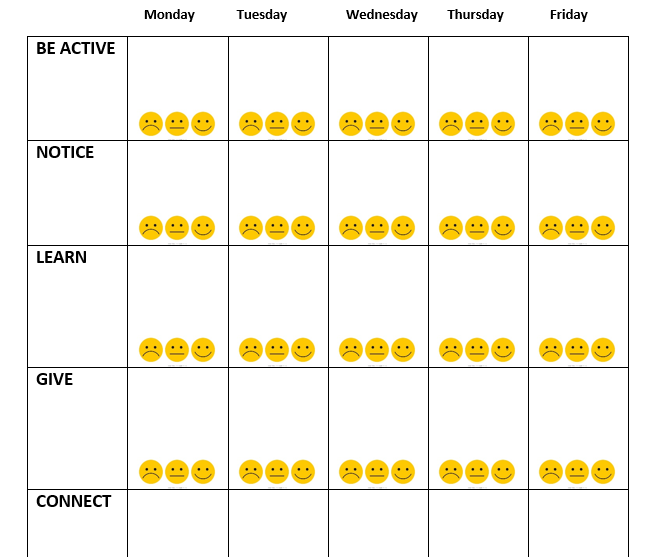 Monday Tuesday Wednesday Thursday Friday
BE ACTIVE
NOTICE
LEARN
GIVE
CONNECT